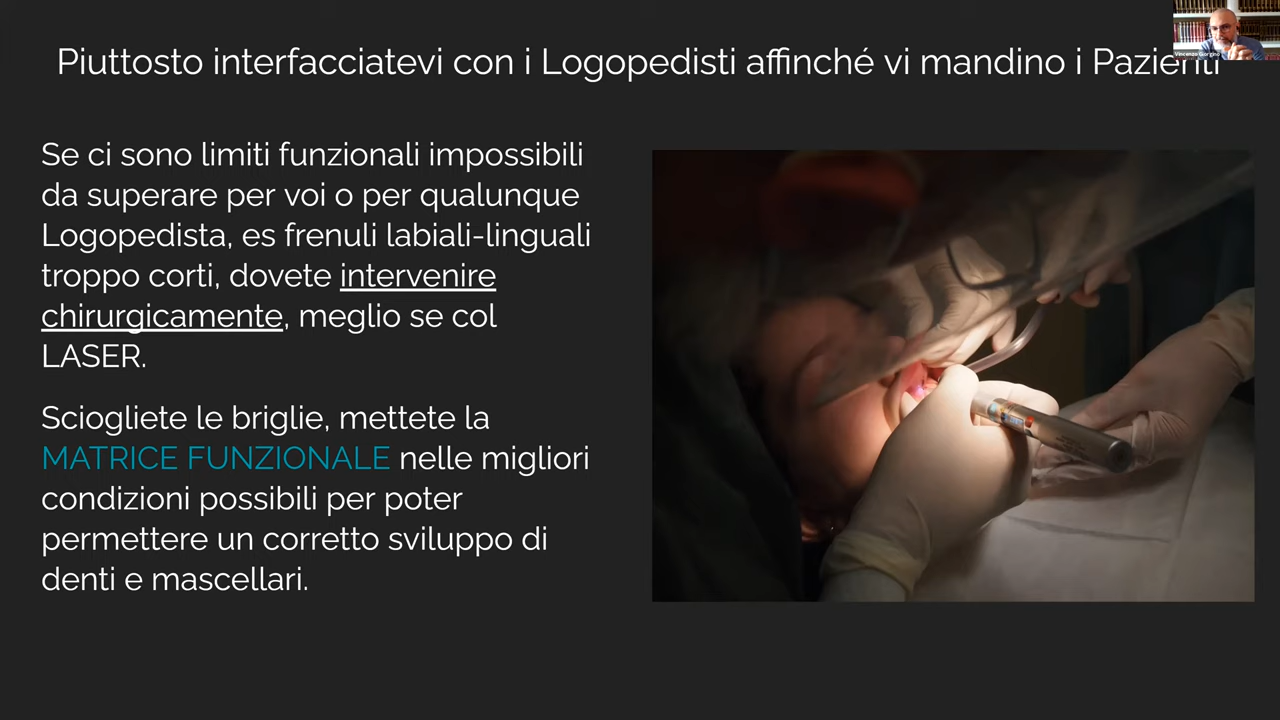 Piuttosto interfacciatevi con i Logopedisti affinché vi mandino i Pazienti
Se ci sono limiti funzionali impossibili
da superare per voi o per qualunque
Logopedista, es frenuli labiali-linguali
troppo corti, dovete intervenire
chirurgicamente, meglio se col
LASER.
Sciogliete le briglie, mettete la
MATRICE FUNZIONALE nelle migliori
condizioni possibili per poter
permettere un corretto sviluppo di
denti e mascellari.